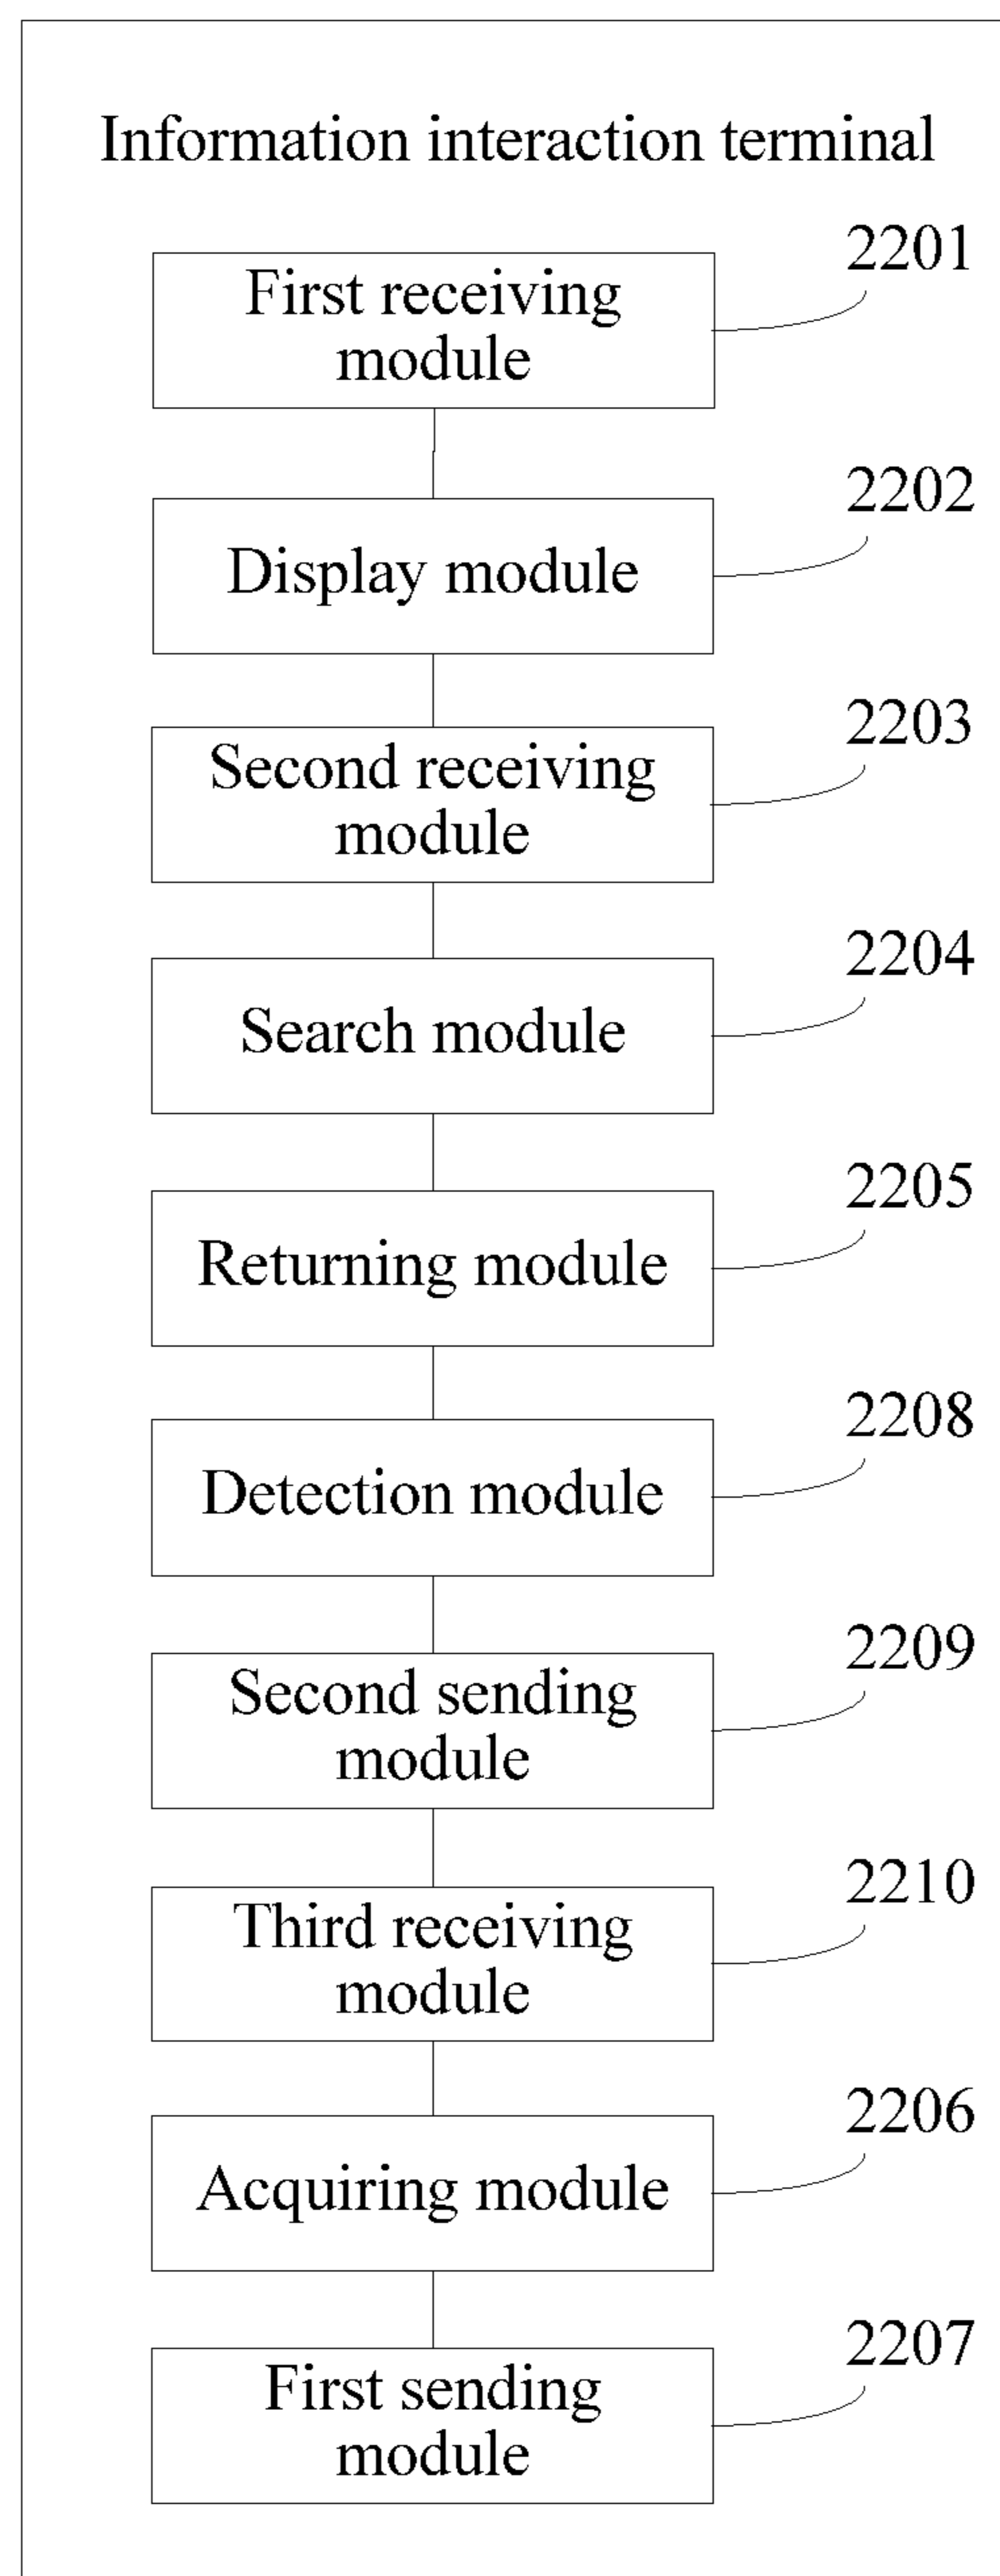 Information interaction terminal
2201
First receiving
module
2202
Display module
2203
Second receiving
module
2204
Search module
2205
Returning module
2208
Detection module
2209
Second sending
module
2210
Third receiving
module
2206
Acquiring module
2207
First sending
module